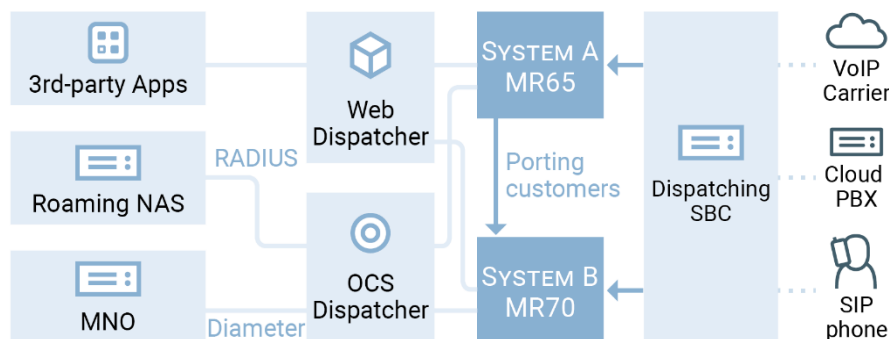 3rd-party Apps
Roaming NAS
MNO
RADIUS
Diameter
Web
Dispatcher
OCS
Dispatcher
SYSTEM A
MR65
Porting
customers
SYSTEM B
MR70
Dispatching
SBC
VoIP
Carrier
Cloud
PBX
SIP
phone